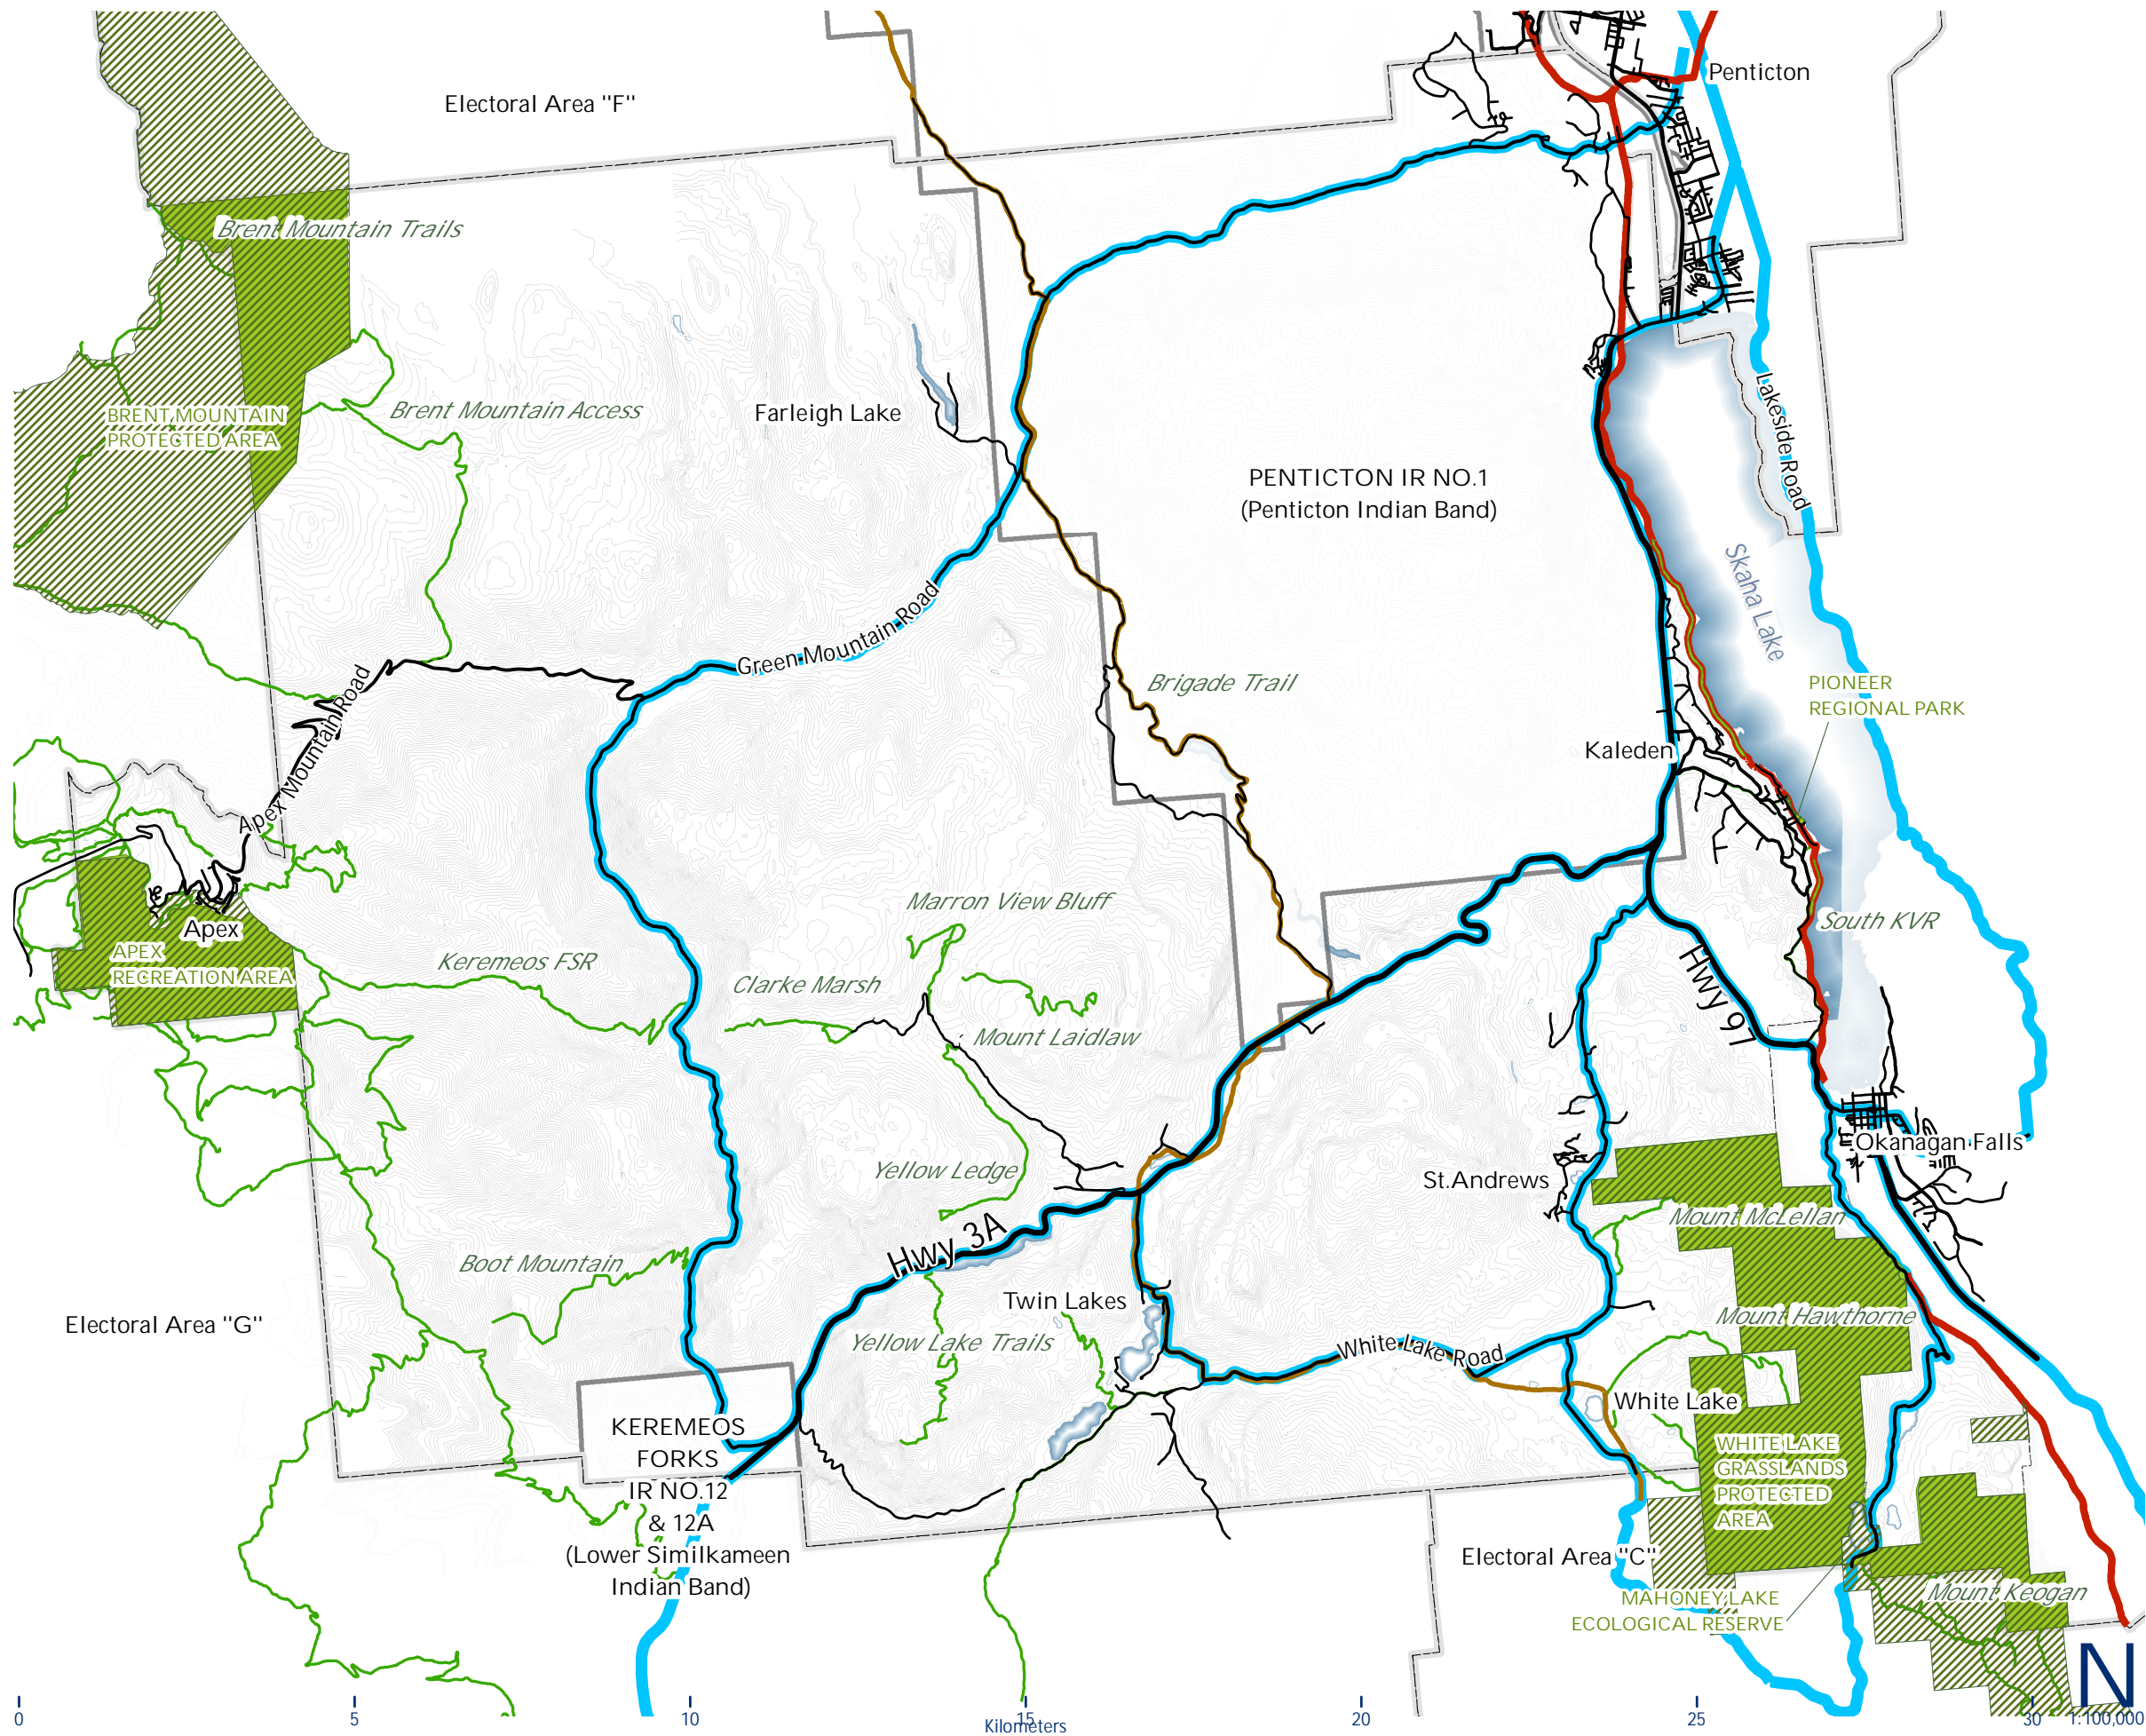 Penticton
Electoral Area "F"
Brent Mountain Trails
Lakeside Road
Brent Mountain Access
Farleigh Lake
BRENT MOUNTAIN
PROTECTED AREA
PENTICTON IR NO.1
(Penticton Indian Band)
Skaha Lake
Green Mountain Road
Brigade Trail
PIONEER
REGIONAL PARK
Apex Mountain Road
Kaleden
Marron View Bluff
South KVR
Apex
APEX
RECREATION AREA
Keremeos FSR
Clarke Marsh
Hwy 97
Mount Laidlaw
Okanagan Falls
Yellow Ledge
St.Andrews
Mount McLellan
Hwy 3A
Boot Mountain
Twin Lakes
Electoral Area "G"
Mount Hawthorne
Yellow Lake Trails
White Lake Road
White Lake
KEREMEOS
FORKS
IR NO.12
& 12A
(Lower Similkameen
Indian Band)
WHITE LAKE
GRASSLANDS
PROTECTED
AREA
Electoral Area "C"
MAHONEY LAKE
ECOLOGICAL RESERVE
Mount Keogan
N
0 5 10 15 20 25 30
Kilometers
1:100,000